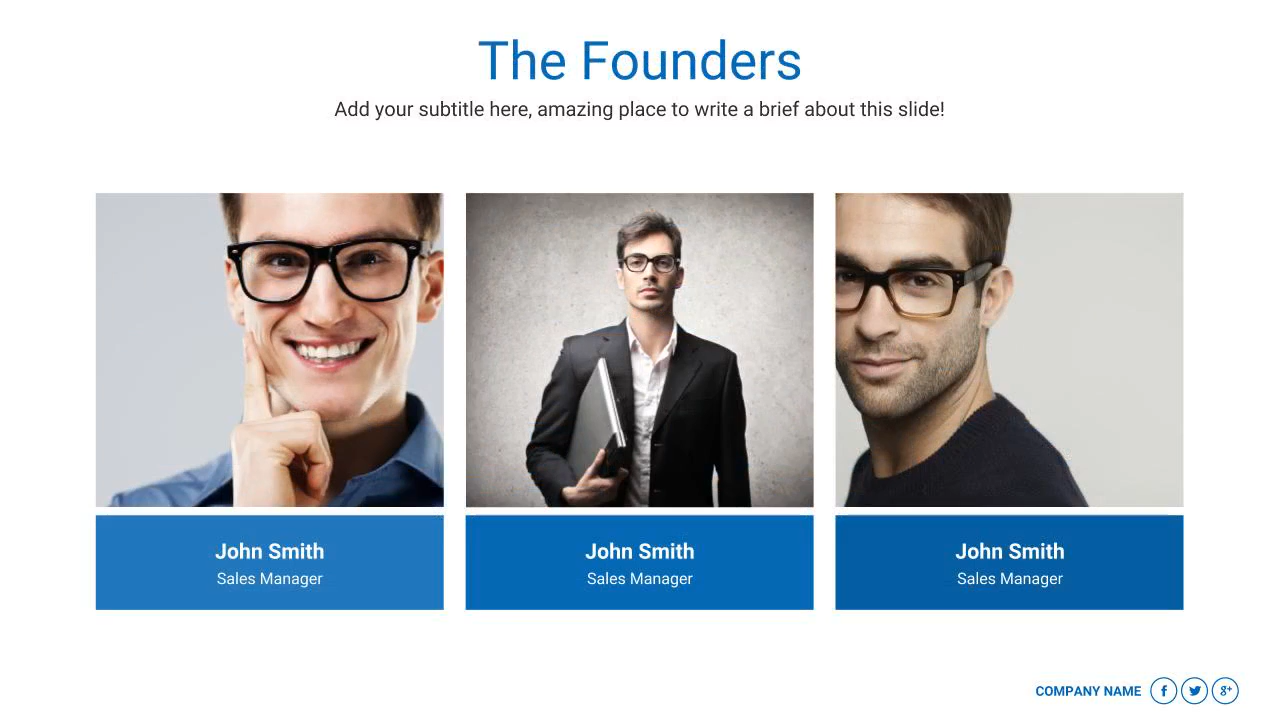 The Founders
Add your subtitle here, amazing place to write a brief about this slide!
John Smith
Sales Manager
John Smith
Sales Manager
John Smith
Sales Manager
COMPANY NAME